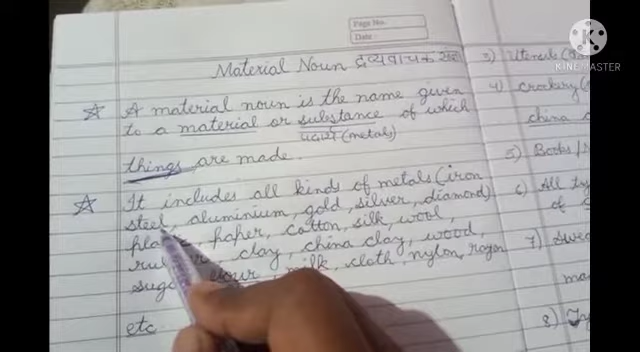 Page No.
Date
KINEMASTER
Material Noun द्रव्यवाचक संज्ञा
A material noun is the name given
to a material or substance of which
पदार्थ (metals)
things are made.
It includes all kinds of metals (iron
steel, aluminium, gold, silver, diamond)
paper, cotton, silk, wool,
clay, china clay, wood,
milk, cloth, nylon, rayon
etc
3) Utensils
4) Crockery
china
5) Books
6) All
of
7)
8)